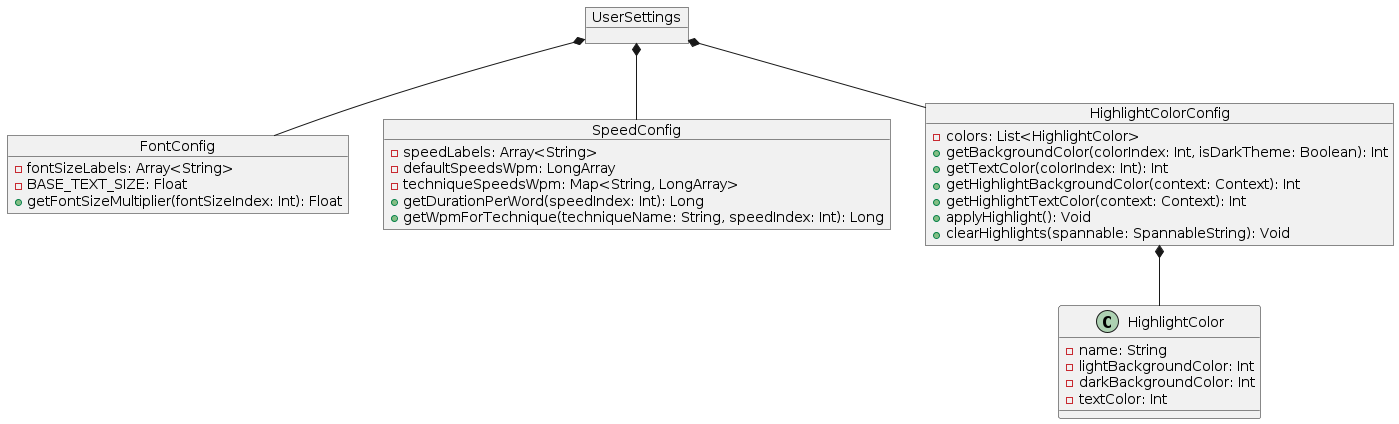 UserSettings
FontConfig
fontSizeLabels: Array<String>
BASE_TEXT_SIZE: Float
getFontSizeMultiplier(fontSizeIndex: Int): Float
SpeedConfig
speedLabels: Array<String>
defaultSpeedsWpm: LongArray
techniqueSpeedsWpm: Map<String, LongArray>
getDurationPerWord(speedIndex: Int): Long
getWpmForTechnique(techniqueName: String, speedIndex: Int): Long
HighlightColorConfig
colors: List<HighlightColor>
getBackgroundColor(colorIndex: Int, isDarkTheme: Boolean): Int
getTextColor(colorIndex: Int): Int
getHighlightBackgroundColor(context: Context): Int
getHighlightTextColor(context: Context): Int
applyHighlight(): Void
clearHighlights(spannable: SpannableString): Void
C HighlightColor
name: String
lightBackgroundColor: Int
darkBackgroundColor: Int
textColor: Int